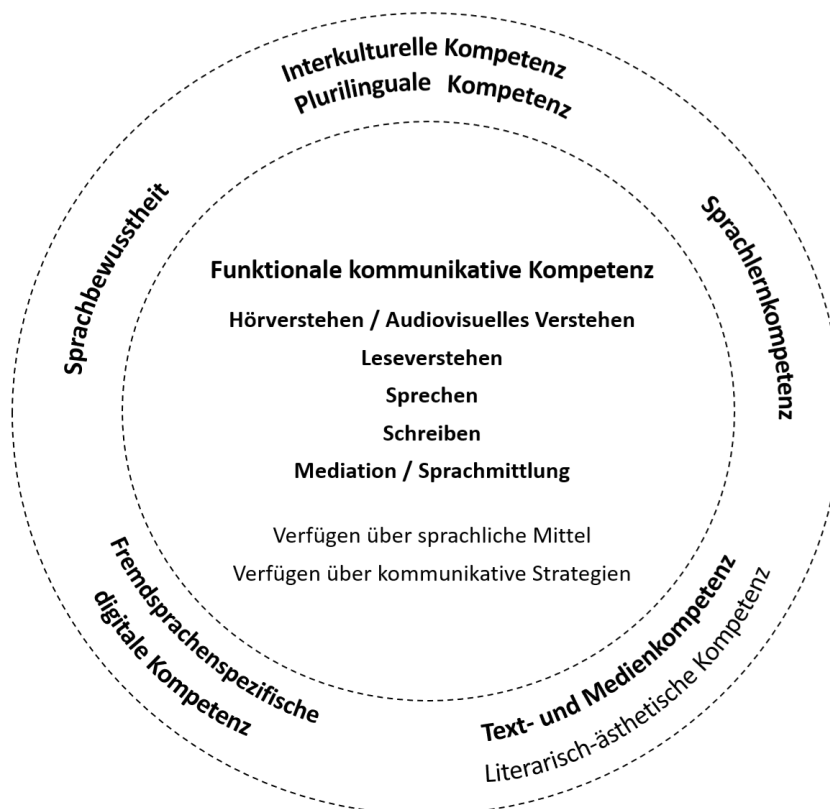 Interkulturelle Kompetenz
Plurilinguale Kompetenz
Sprachbewusstheit
Sprachlernkompetenz
Funktionale kommunikative Kompetenz
Hörverstehen / Audiovisuelles Verstehen
Leseverstehen
Sprechen
Schreiben
Mediation / Sprachmittlung
Verfügen über sprachliche Mittel
Verfügen über kommunikative Strategien
Fremdsprachenspezifische
digitale Kompetenz
Text- und Medienkompetenz
Literarisch-ästhetische Kompetenz